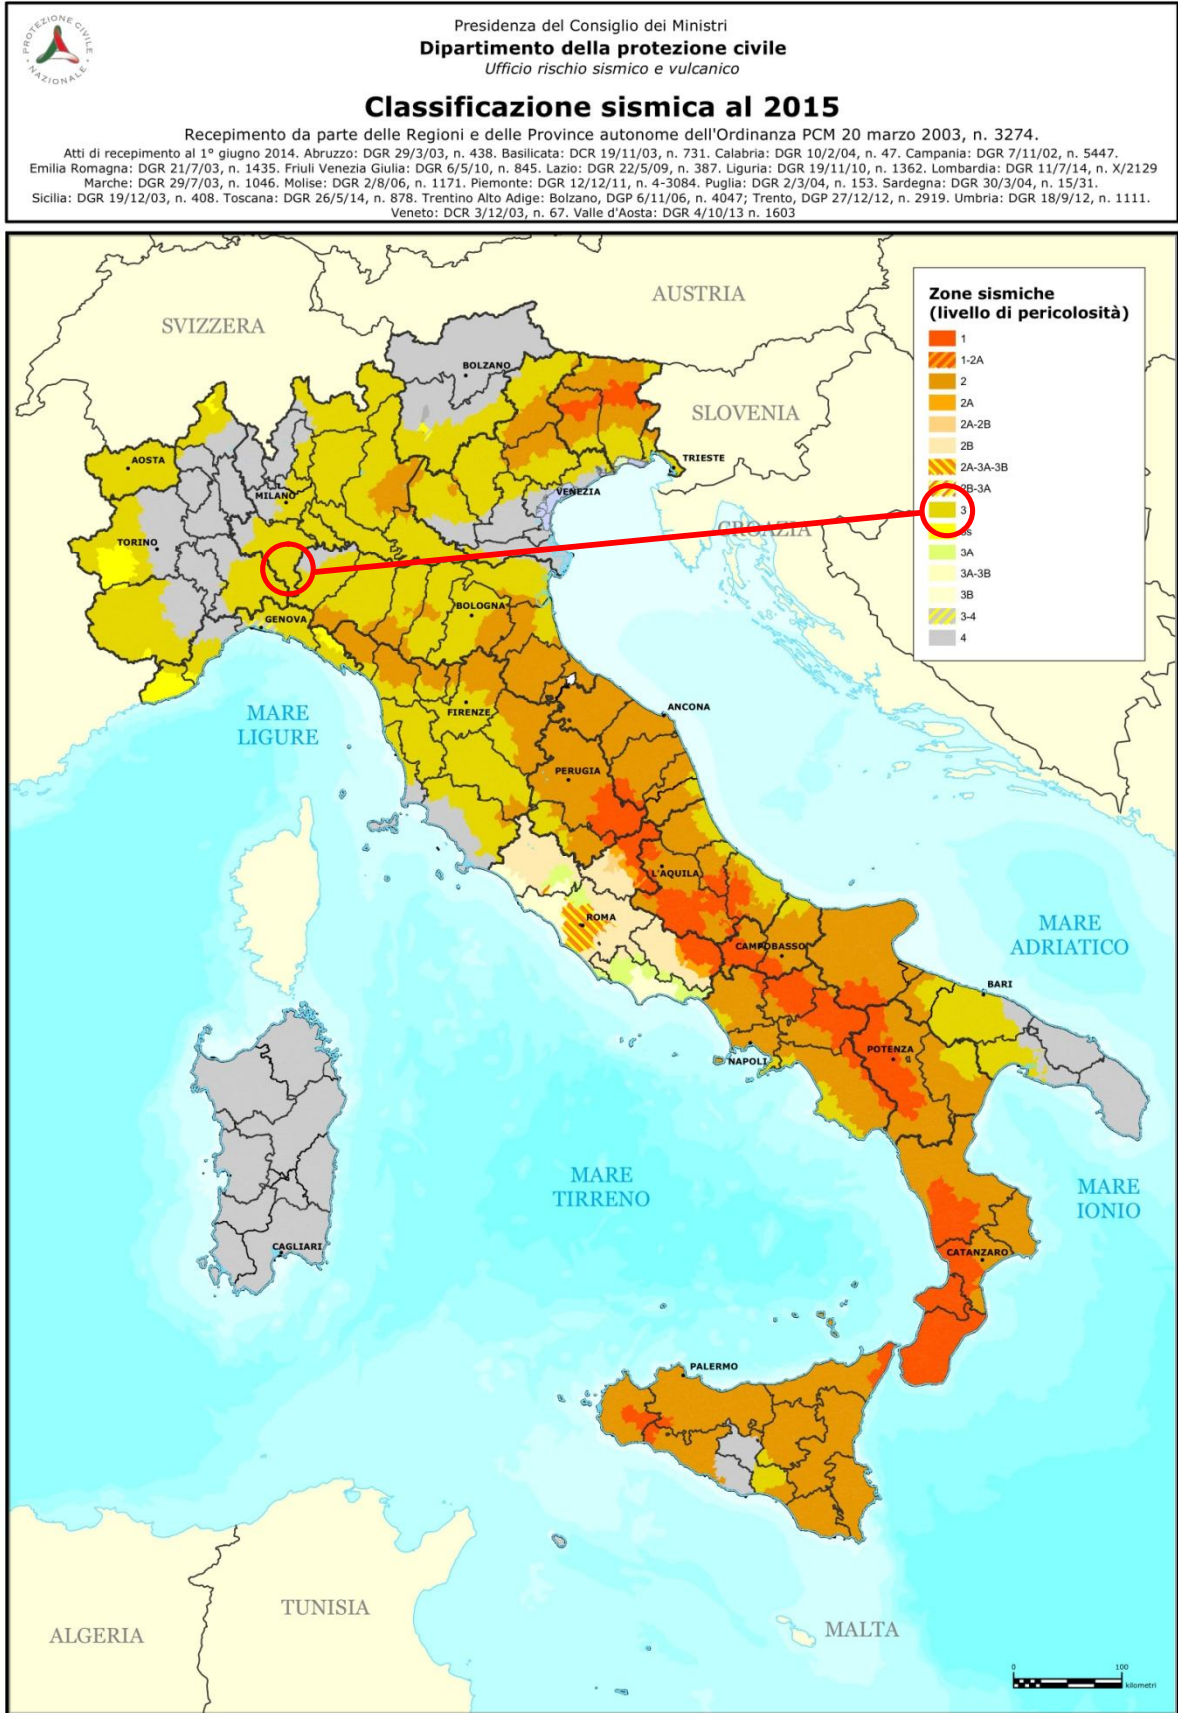 PROTEZIONE CIVILE
NAZIONALE
Presidenza del Consiglio dei Ministri
Dipartimento della protezione civile
Ufficio rischio sismico e vulcanico
Classificazione sismica al 2015
Recepimento da parte delle Regioni e delle Province autonome dell'Ordinanza PCM 20 marzo 2003, n. 3274.
Atti di recepimento al 1° giugno 2014. Abruzzo: DGR 29/3/03, n. 438. Basilicata: DCR 19/11/03, n. 731. Calabria: DGR 10/2/04, n. 47. Campania: DGR 7/11/02, n. 5447.
Emilia Romagna: DGR 21/7/03, n. 1435. Friuli Venezia Giulia: DGR 6/5/10, n. 845. Lazio: DGR 22/5/09, n. 387. Liguria: DGR 19/11/10, n. 1362. Lombardia: DGR 11/7/14, n. X/2129
Marche: DGR 29/7/03, n. 1046. Molise: DGR 2/8/06, n. 1171. Piemonte: DGR 12/12/11, n. 4-3084. Puglia: DGR 2/3/04, n. 153. Sardegna: DGR 30/3/04, n. 15/31.
Sicilia: DGR 19/12/03, n. 408. Toscana: DGR 26/5/14, n. 878. Trentino Alto Adige: Bolzano, DGP 6/11/06, n. 4047; Trento, DGP 27/12/12, n. 2919. Umbria: DGR 18/9/12, n. 1111.
Veneto: DCR 3/12/03, n. 67. Valle d'Aosta: DGR 4/10/13 n. 1603
AUSTRIA
SVIZZERA
Zone sismiche
(livello di pericolosità)
1
1-2A
2
2A
2A-2B
2B
2A-3A-3B
2B-3A
3
3s
3A
3A-3B
3B
3-4
4
BOLZANO
SLOVENIA
AOSTA
TRIESTE
MILANO
VENEZIA
CROAZIA
TORINO
BOLOGNA
GENOVA
MARE
LIGURE
FIRENZE
ANCONA
PERUGIA
L'AQUILA
ROMA
MARE
ADRIATICO
CAMPOBASSO
BARI
NAPOLI
POTENZA
MARE
TIRRENO
MARE
IONIO
CAGLIARI
CATANZARO
PALERMO
TUNISIA
ALGERIA
MALTA
0
100
kilometri